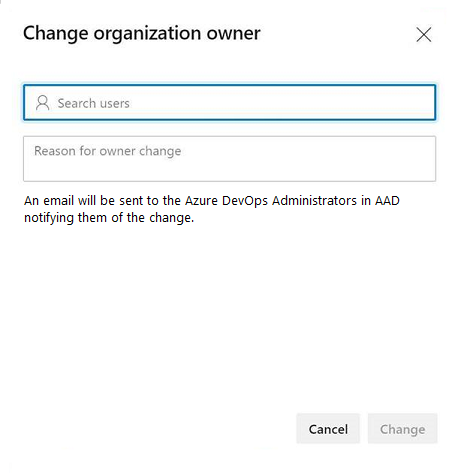 Change organization owner
Search users
Reason for owner change
An email will be sent to the Azure DevOps Administrators in AAD
notifying them of the change.
Cancel
Change